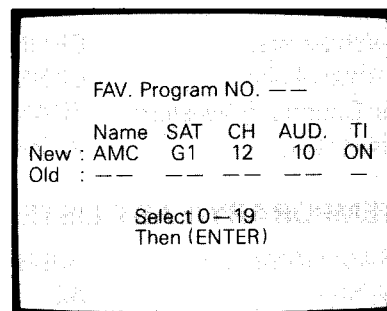 FAV. Program NO. ——
Name SAT CH AUD. TI
New : AMC G1 12 10 ON
Old : —— —— —— —— —
Select 0—19
Then (ENTER)